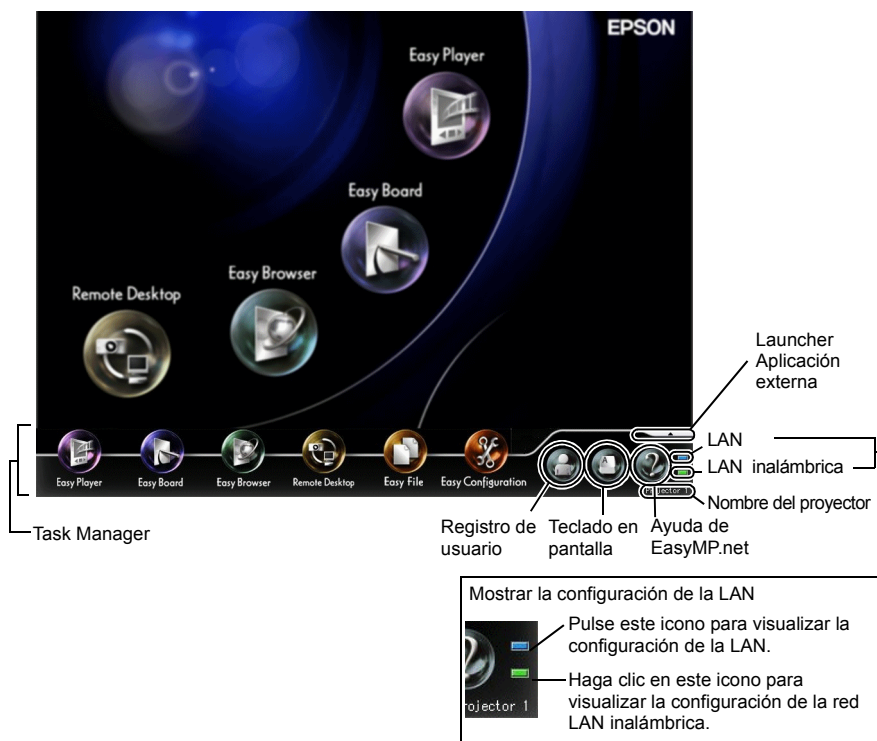 EPSON
Easy Player
Easy Board
Easy Browser
Remote Desktop
Launcher
Aplicación
externa
LAN
LAN inalámbrica
Nombre del proyector
Easy Player
Easy Board
Easy Browser
Remote Desktop
Easy File
Easy Configuration
Projector 1
Task Manager
Registro de
usuario
Teclado en
pantalla
Ayuda de
EasyMP.net
Mostrar la configuración de la LAN
Pulse este icono para visualizar la
configuración de la LAN.
Haga clic en este icono para
visualizar la configuración de la red
LAN inalámbrica.
rojector 1